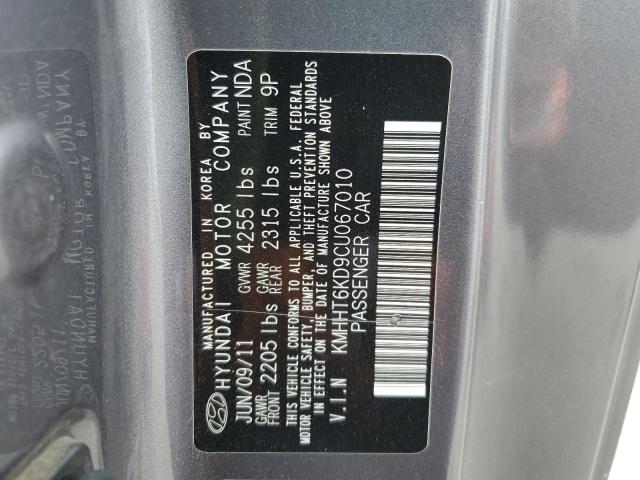 MANUFACTURED IN KOREA BY
HYUNDAI MOTOR COMPANY
JUN/09/11 GVWR 4255 lbs PAINT NDA
GAWR FRONT 2205 lbs GAWR REAR 2315 lbs TRIM 9P
THIS VEHICLE CONFORMS TO ALL APPLICABLE U.S.A. FEDERAL
MOTOR VEHICLE SAFETY, BUMPER, AND THEFT PREVENTION STANDARDS
IN EFFECT ON THE DATE OF MANUFACTURE SHOWN ABOVE
V.I.N KMHHT6KD9CU067010
PASSENGER CAR